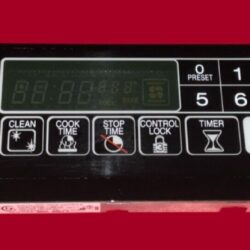 0 1
PRESET
5 6
CLEAN COOK TIME STOP TIME CONTROL LOCK TIMER